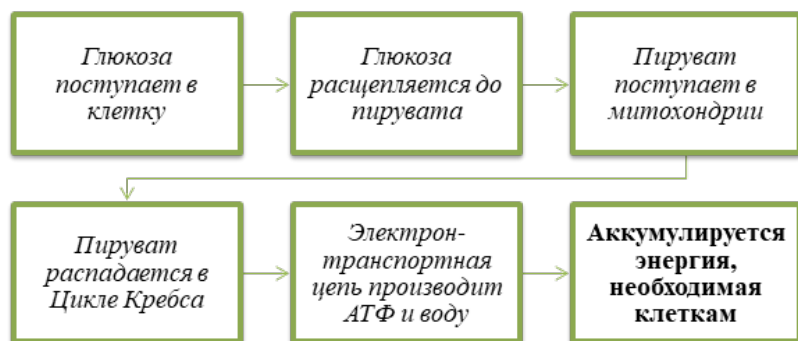 Глюкоза
поступает в
клетку
Глюкоза
расщепляется до
пирувата
Пируват
поступает в
митохондрии
Пируват
распадается в
Цикле Кребса
Электрон-
транспортная
цепь производит
АТФ и воду
Аккумулируется
энергия,
необходимая
клеткам